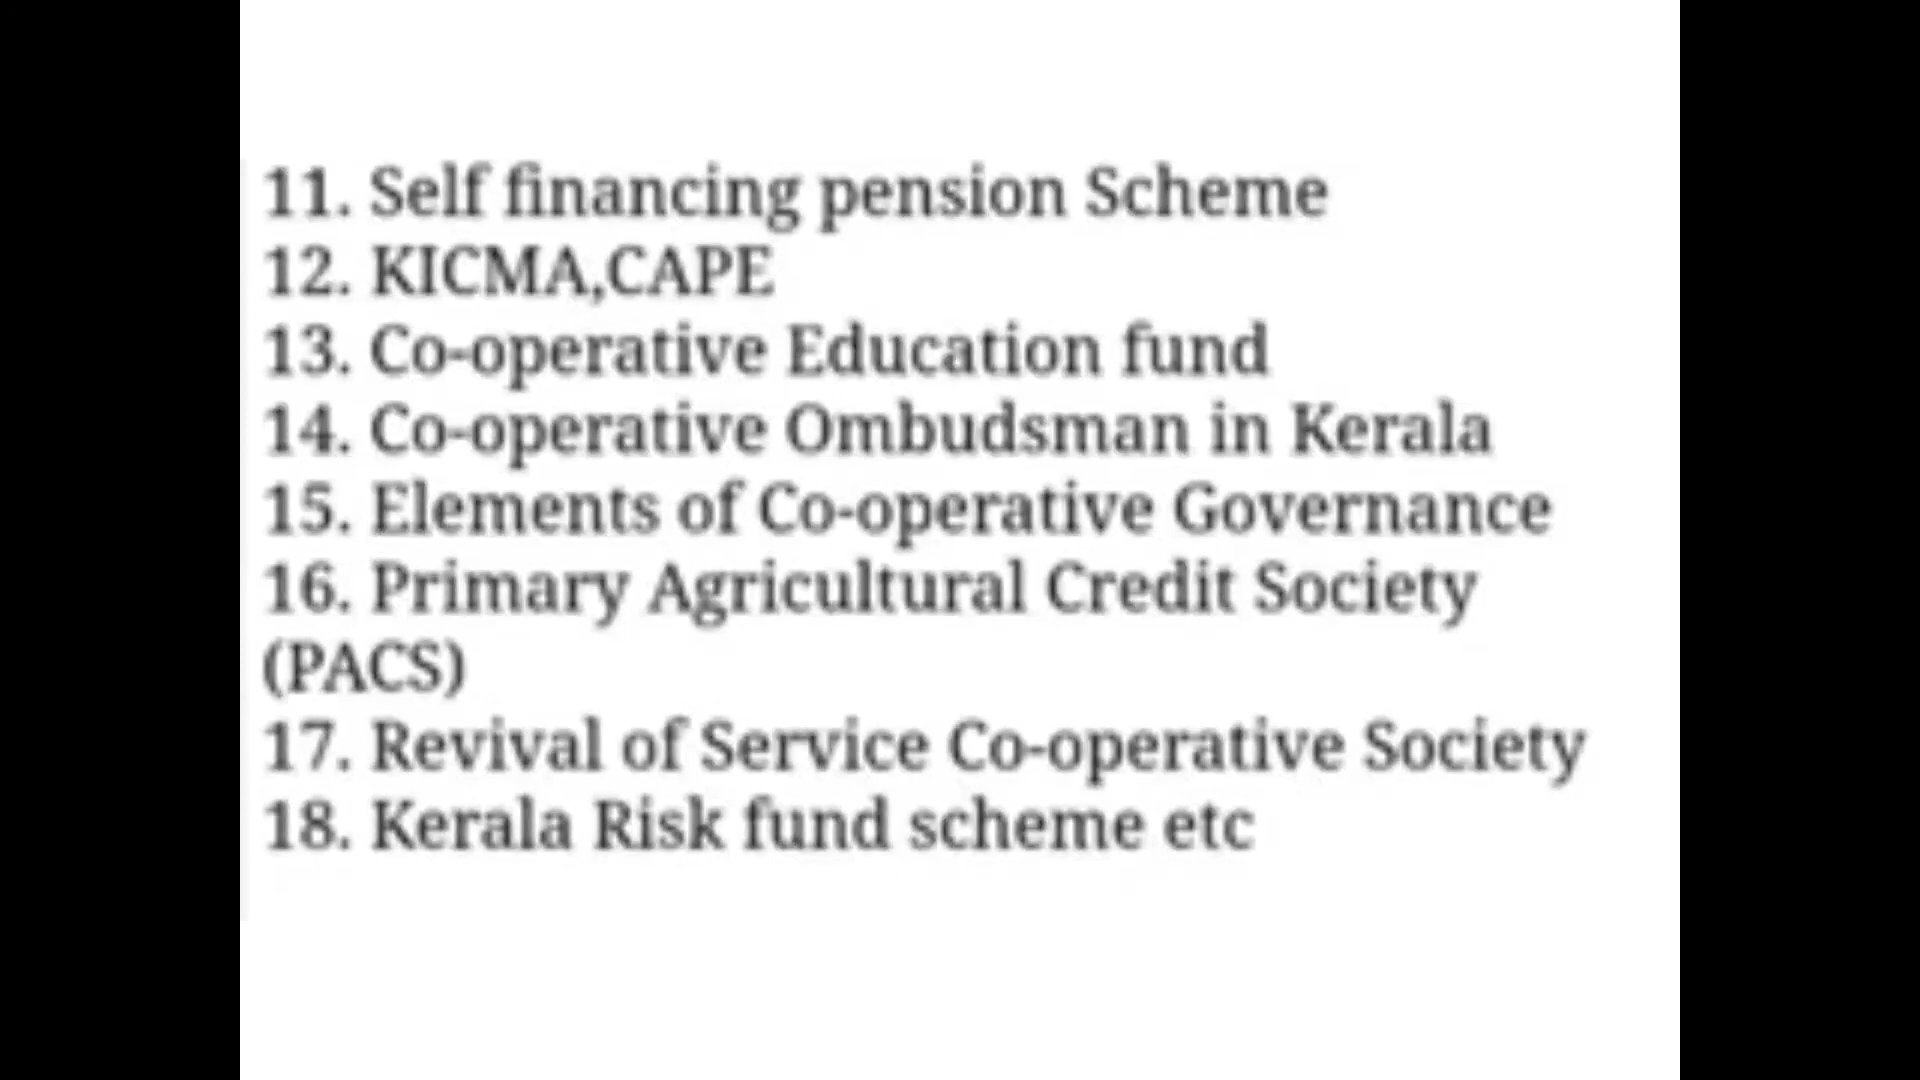 11. Self financing pension Scheme
12. KICMA,CAPE
13. Co-operative Education fund
14. Co-operative Ombudsman in Kerala
15. Elements of Co-operative Governance
16. Primary Agricultural Credit Society
(PACS)
17. Revival of Service Co-operative Society
18. Kerala Risk fund scheme etc